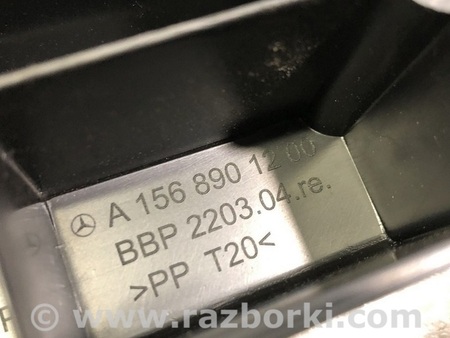 A 156 890 12 00
BBP 2203.04.re.
>PP T20<
www.razborki.com